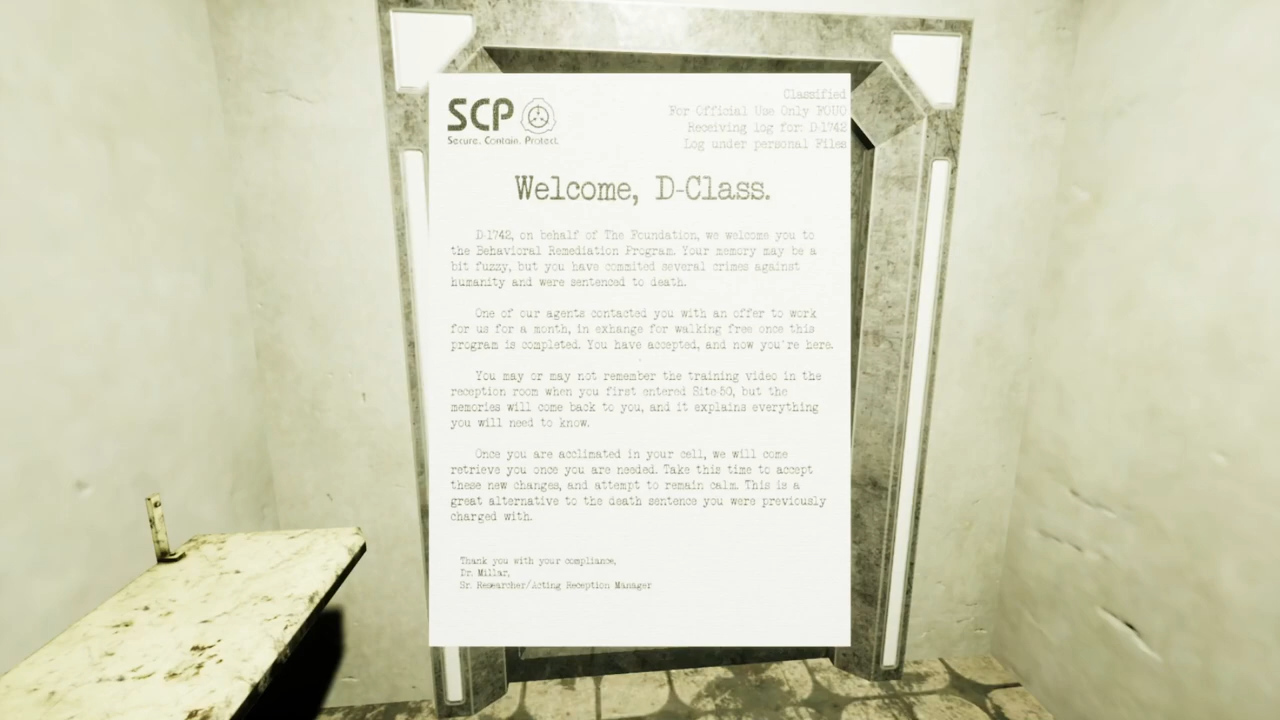 SCP
Secure. Contain. Protect.
Classified
For Official Use Only FOUO
Receiving log for: D-1742
Log under personal Files
Welcome, D-Class.
D-1742, on behalf of The Foundation, we welcome you to
the Behavioral Remediation Program. Your memory may be a
bit fuzzy, but you have commited several crimes against
humanity and were sentenced to death.
One of our agents contacted you with an offer to work
for us for a month, in exhange for walking free once this
program is completed. You have accepted, and now you're here.
You may or may not remember the training video in the
reception room when you first entered Site-50, but the
memories will come back to you, and it explains everything
you will need to know.
Once you are acclimated in your cell, we will come
retrieve you once you are needed. Take this time to accept
these new changes, and attempt to remain calm. This is a
great alternative to the death sentence you were previously
charged with.
Thank you with your compliance,
Dr. Millar,
Sr. Researcher/Acting Reception Manager